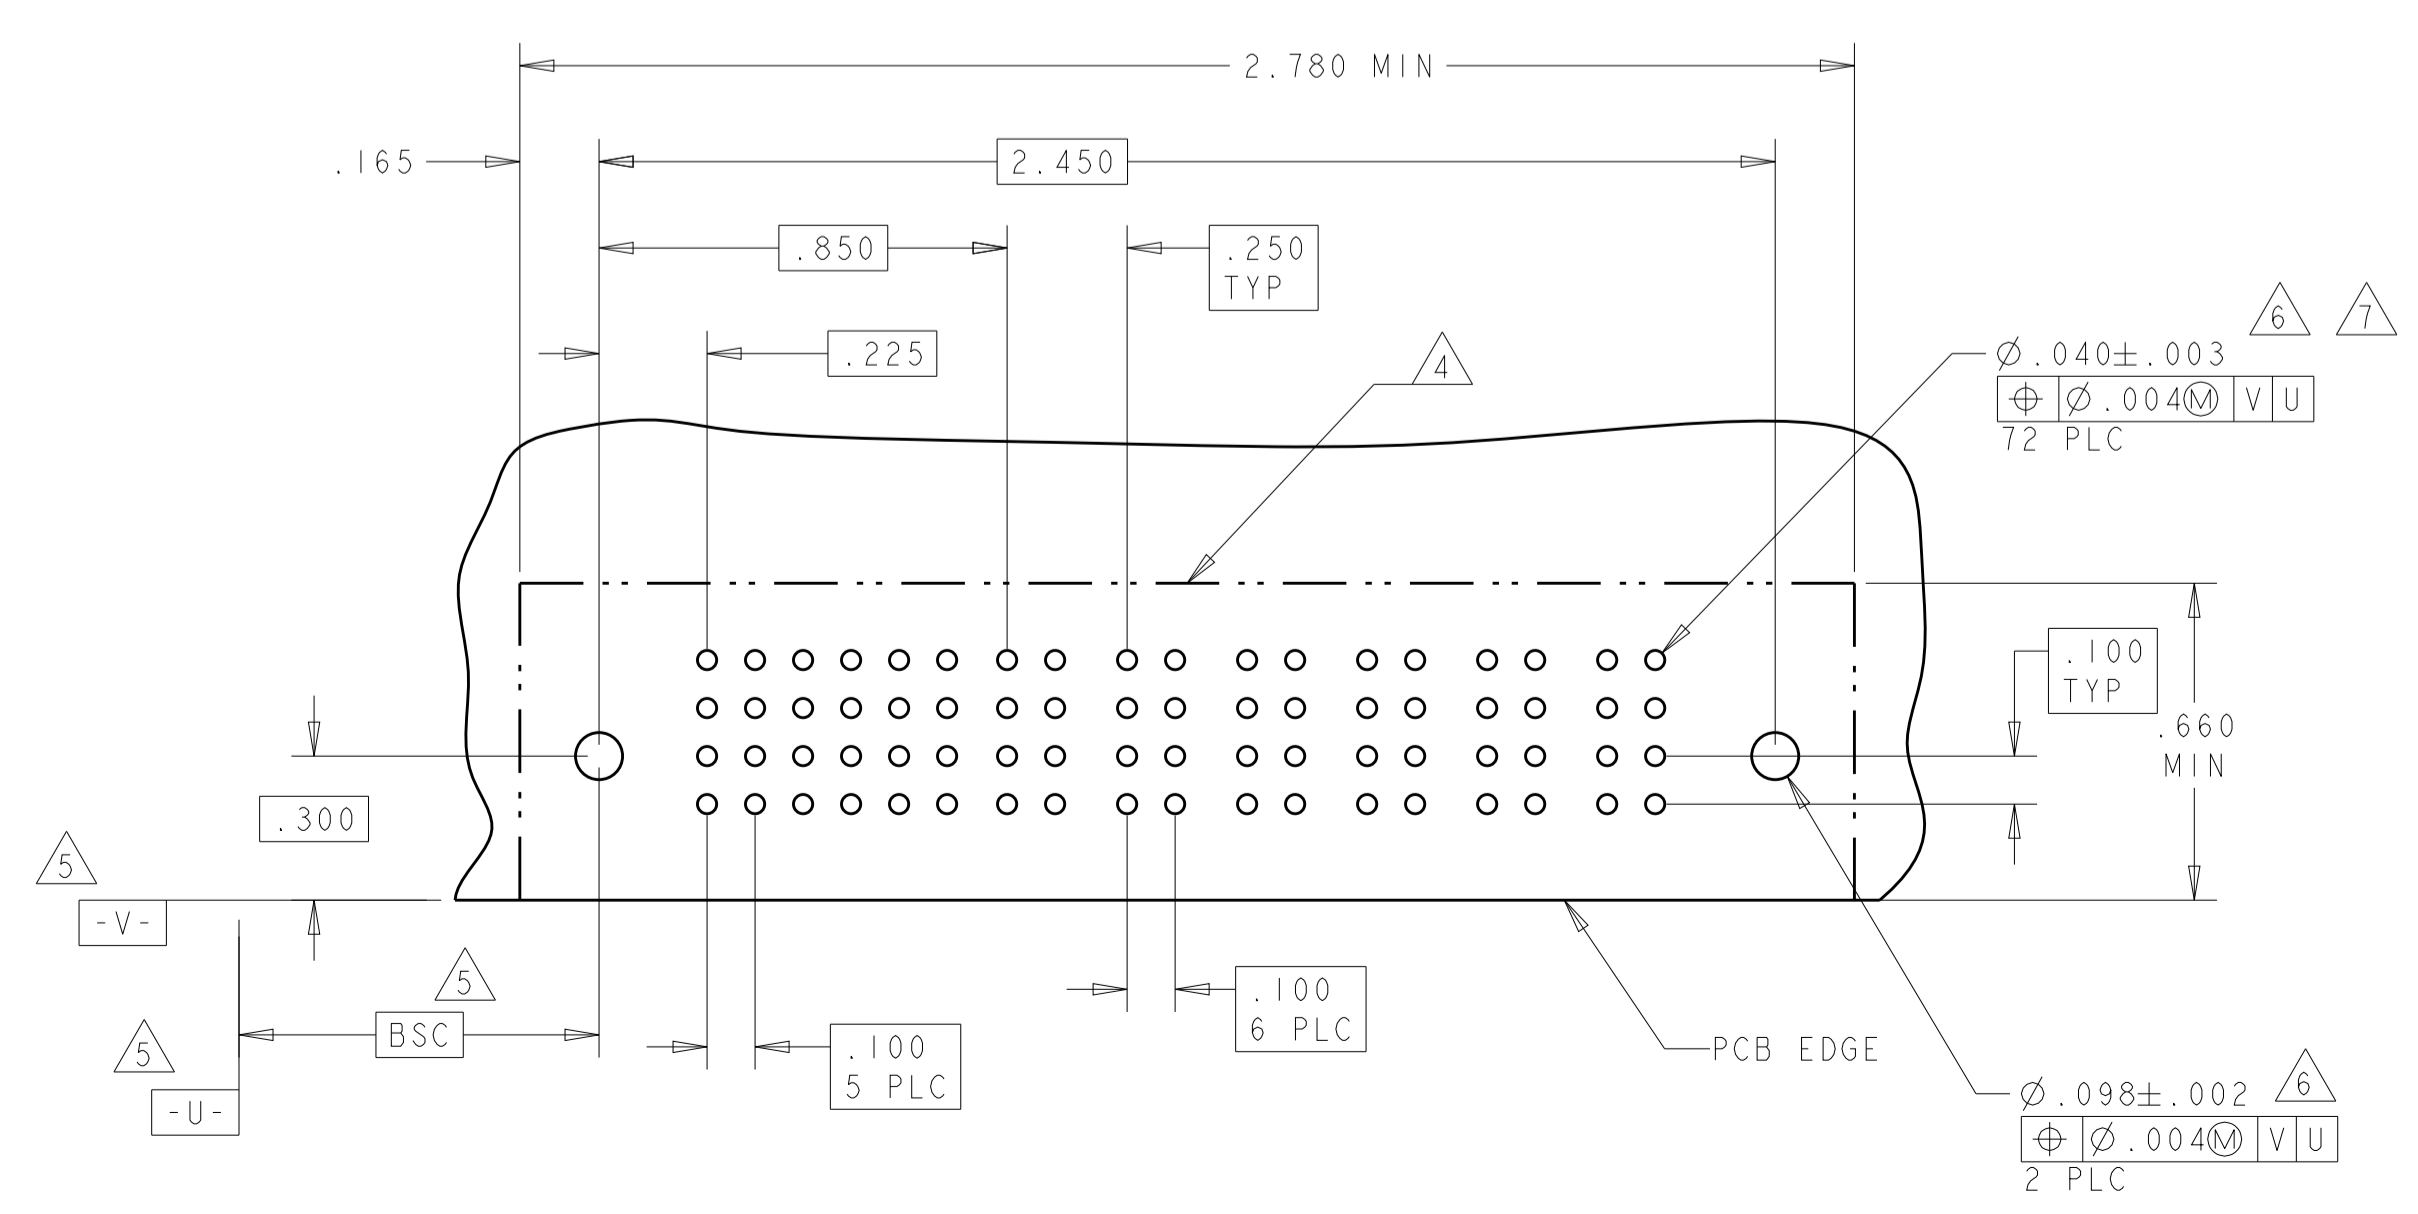 2.780 MIN
.165
2.450
.850
.250
TYP
.225
4
6 7
Ø.040±.003
⌖ Ø.004Ⓜ V U
72 PLC
.100
TYP
.660
MIN
.300
5
-V-
5
BSC
5
-U-
.100
5 PLC
.100
6 PLC
PCB EDGE
6
Ø.098±.002
⌖ Ø.004Ⓜ V U
2 PLC